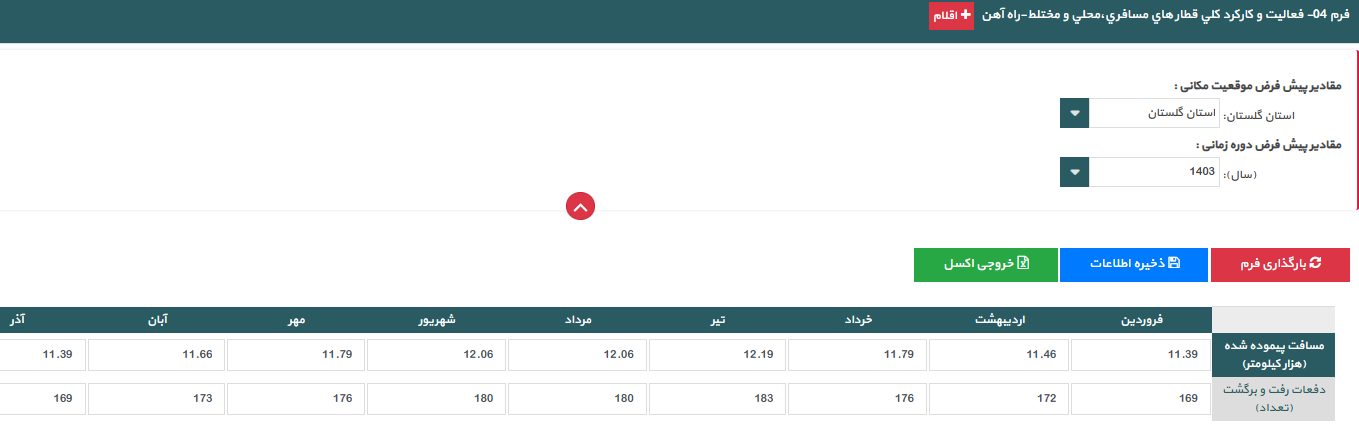 فرم 04- فعاليت و کارکرد کلي قطار هاي مسافري،محلي و مختلط-راه آهن + اقلام
مقادیر پیش فرض موقعیت مکانی :
استان گلستان: استان گلستان
مقادیر پیش فرض دوره زمانی :
(سال): 1403
بارگذاری فرم ذخیره اطلاعات خروجی اکسل
فروردین اردیبهشت خرداد تیر مرداد شهریور مهر آبان آذر
مسافت پیموده شده
(هزار کیلومتر) 11.39 11.46 11.79 12.19 12.06 12.06 11.79 11.66 11.39
دفعات رفت و برگشت
(تعداد) 169 172 176 183 180 180 176 173 169